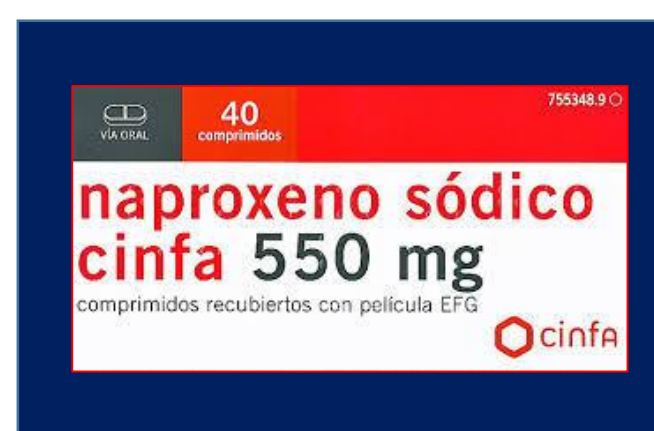 40
comprimidos
VÍA ORAL
755348.9
naproxeno sódico
cinfa 550 mg
comprimidos recubiertos con película EFG
cinfa